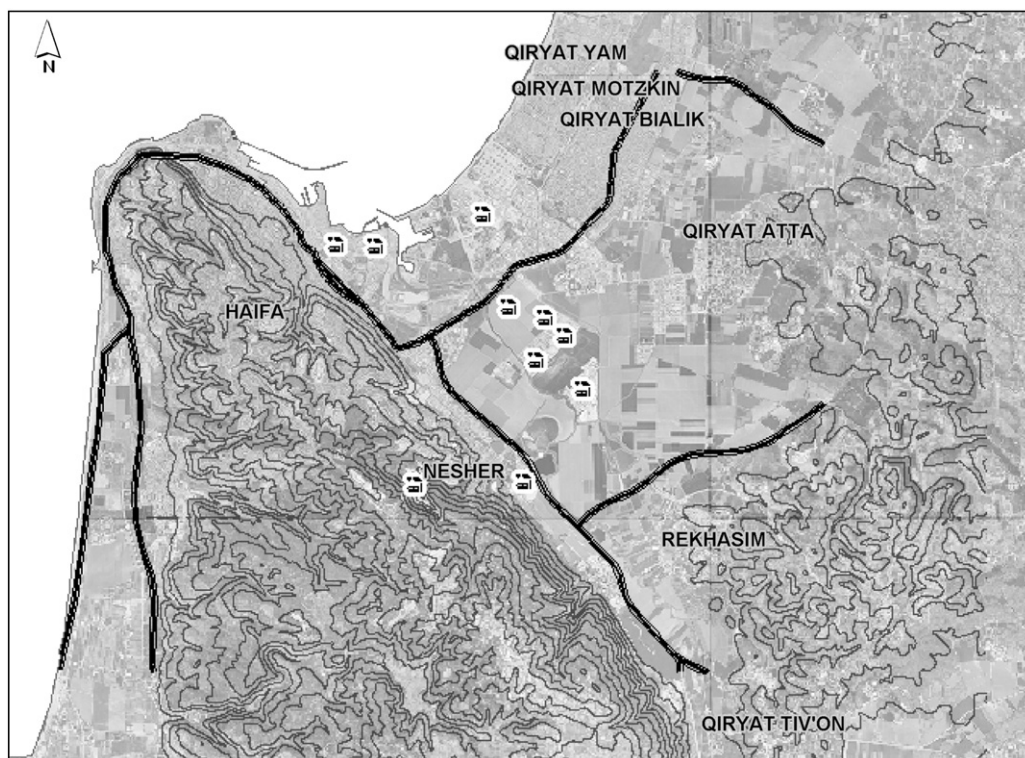 N
QIRYAT YAM
QIRYAT MOTZKIN
QIRYAT BIALIK
QIRYAT ATTA
HAIFA
NESHER
REKHASIM
QIRYAT TIV'ON